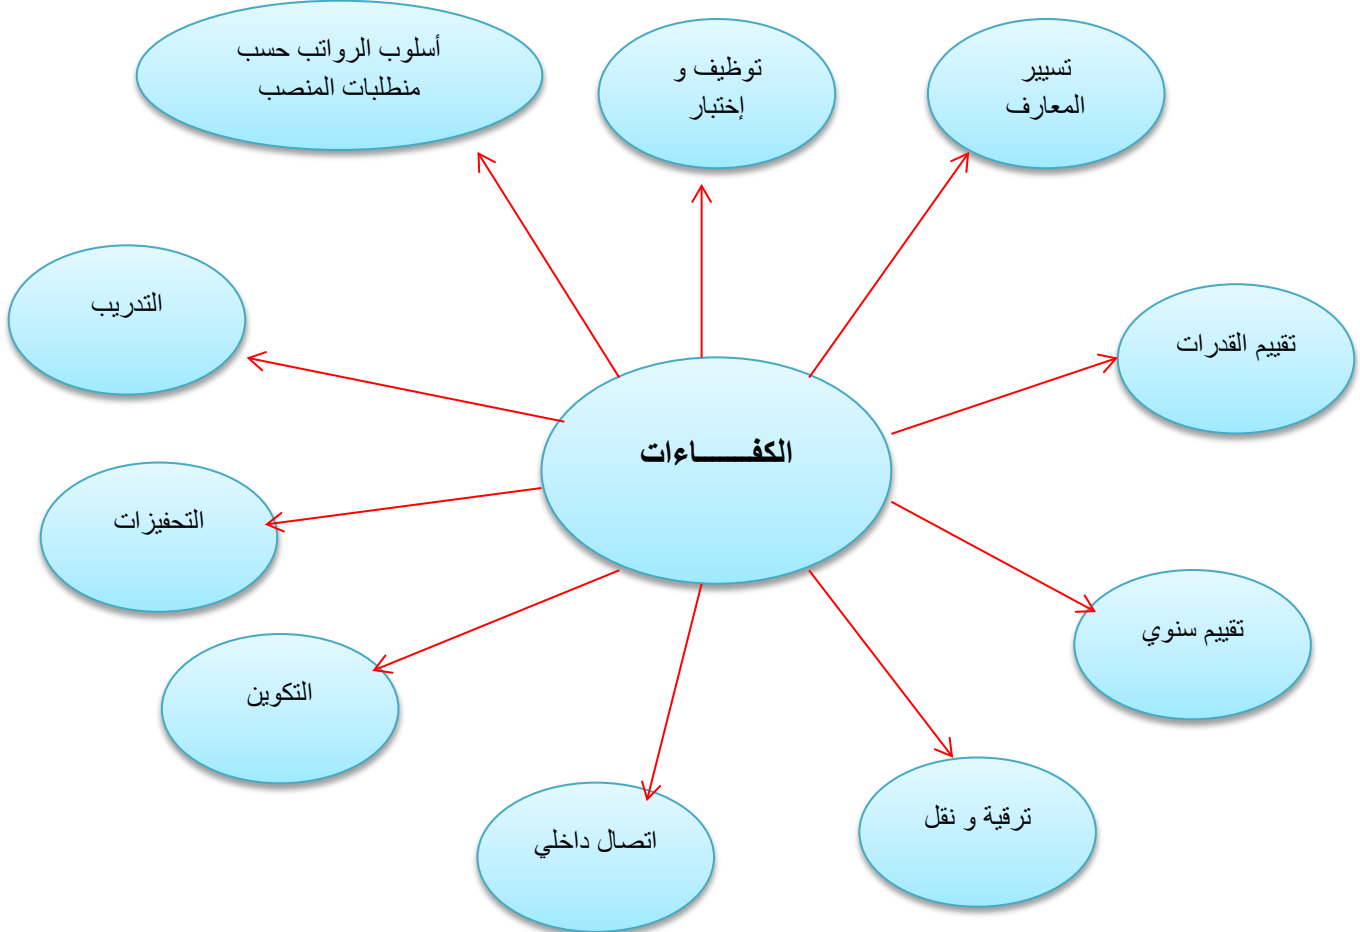 أسلوب الرواتب حسب
منطلبات المنصب
توظيف و
إختبار
تسيير
المعارف
التدريب
تقييم القدرات
الكفـــــــاءات
التحفيزات
تقييم سنوي
التكوين
ترقية و نقل
اتصال داخلي